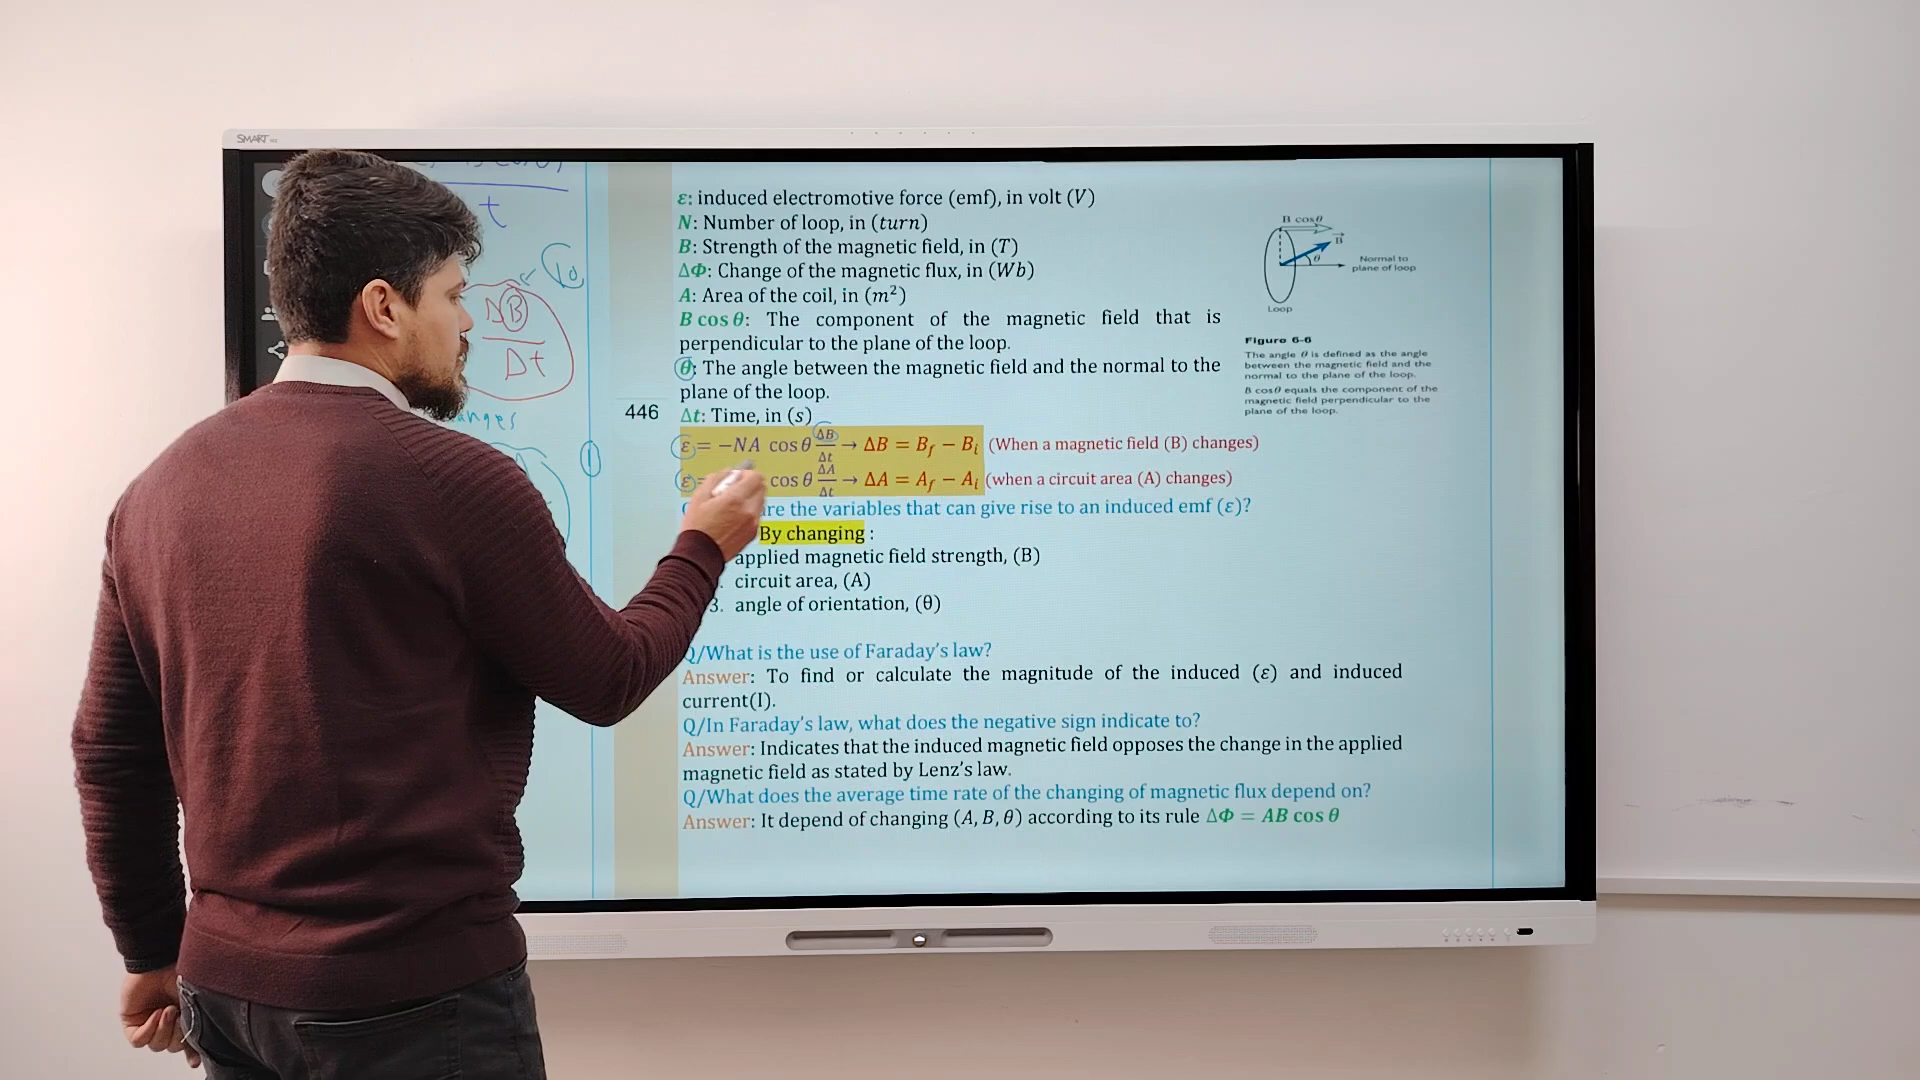 SMART
t
10
ΔB
Δt
ε: induced electromotive force (emf), in volt (V)
N: Number of loop, in (turn)
B: Strength of the magnetic field, in (T)
ΔΦ: Change of the magnetic flux, in (Wb)
A: Area of the coil, in (m²)
B cos θ: The component of the magnetic field that is
perpendicular to the plane of the loop.
θ: The angle between the magnetic field and the normal to the
plane of the loop.
446
Δt: Time, in (s)
ε = −NA cos θ ΔB/Δt → ΔB = B_f − B_i (When a magnetic field (B) changes)
ε = cos θ ΔA/Δt → ΔA = A_f − A_i (when a circuit area (A) changes)
the variables that can give rise to an induced emf (ε)?
By changing :
applied magnetic field strength, (B)
circuit area, (A)
3. angle of orientation, (θ)
Q/What is the use of Faraday's law?
Answer: To find or calculate the magnitude of the induced (ε) and induced
current(I).
Q/In Faraday's law, what does the negative sign indicate to?
Answer: Indicates that the induced magnetic field opposes the change in the applied
magnetic field as stated by Lenz's law.
Q/What does the average time rate of the changing of magnetic flux depend on?
Answer: It depend of changing (A, B, θ) according to its rule ΔΦ = AB cos θ
B cosθ
B
θ
Normal to
plane of loop
Loop
Figure 6-6
The angle θ is defined as the angle
between the magnetic field and the
normal to the plane of the loop.
B cosθ equals the component of the
magnetic field perpendicular to the
plane of the loop.